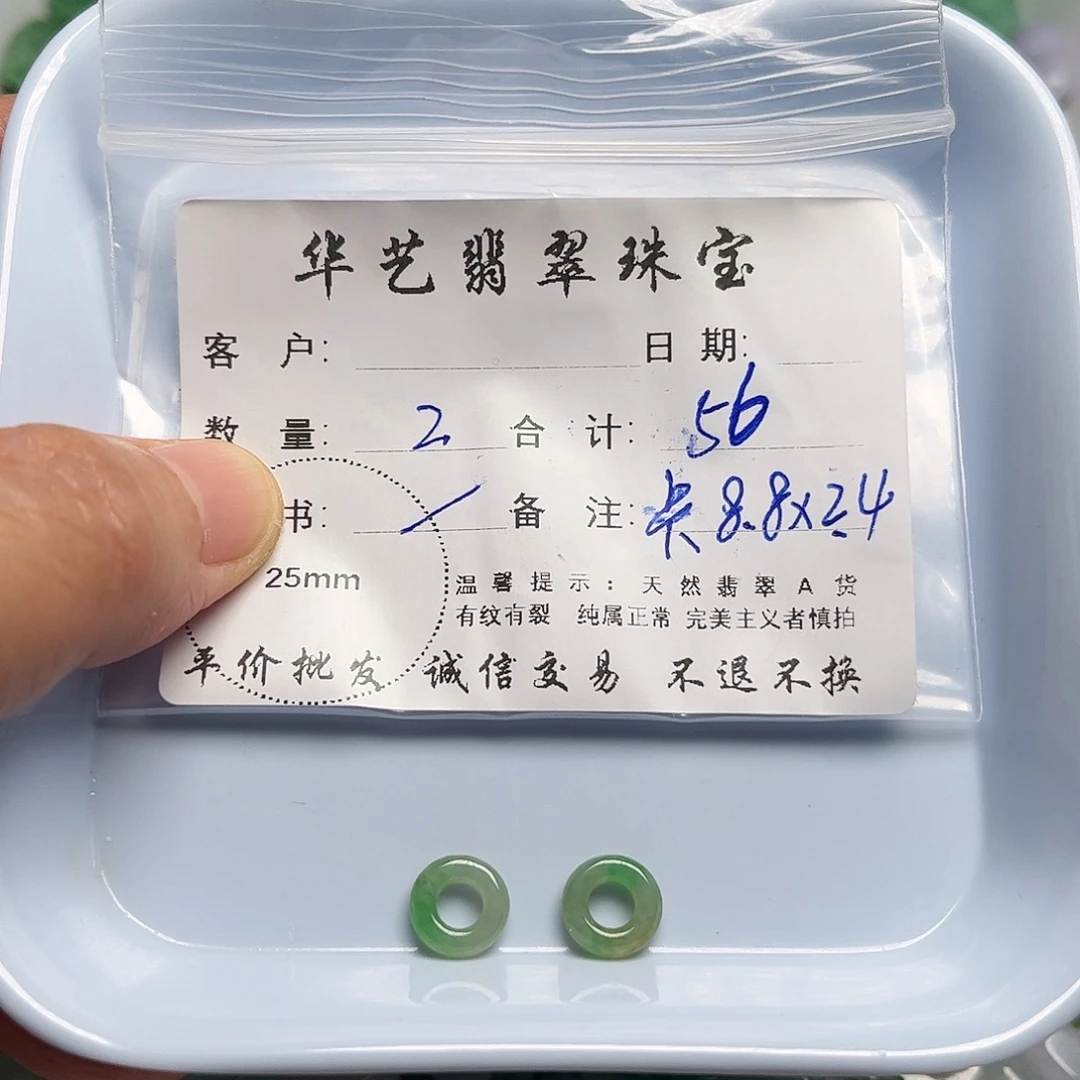 华艺翡翠珠宝
客 户: 日 期:
数 量: 2 合 计: 56
书: / 备 注: 卡 8.8x2.4
25mm
温馨提示: 天然翡翠A货
有纹有裂 纯属正常 完美主义者慎拍
平价批发 诚信交易 不退不换